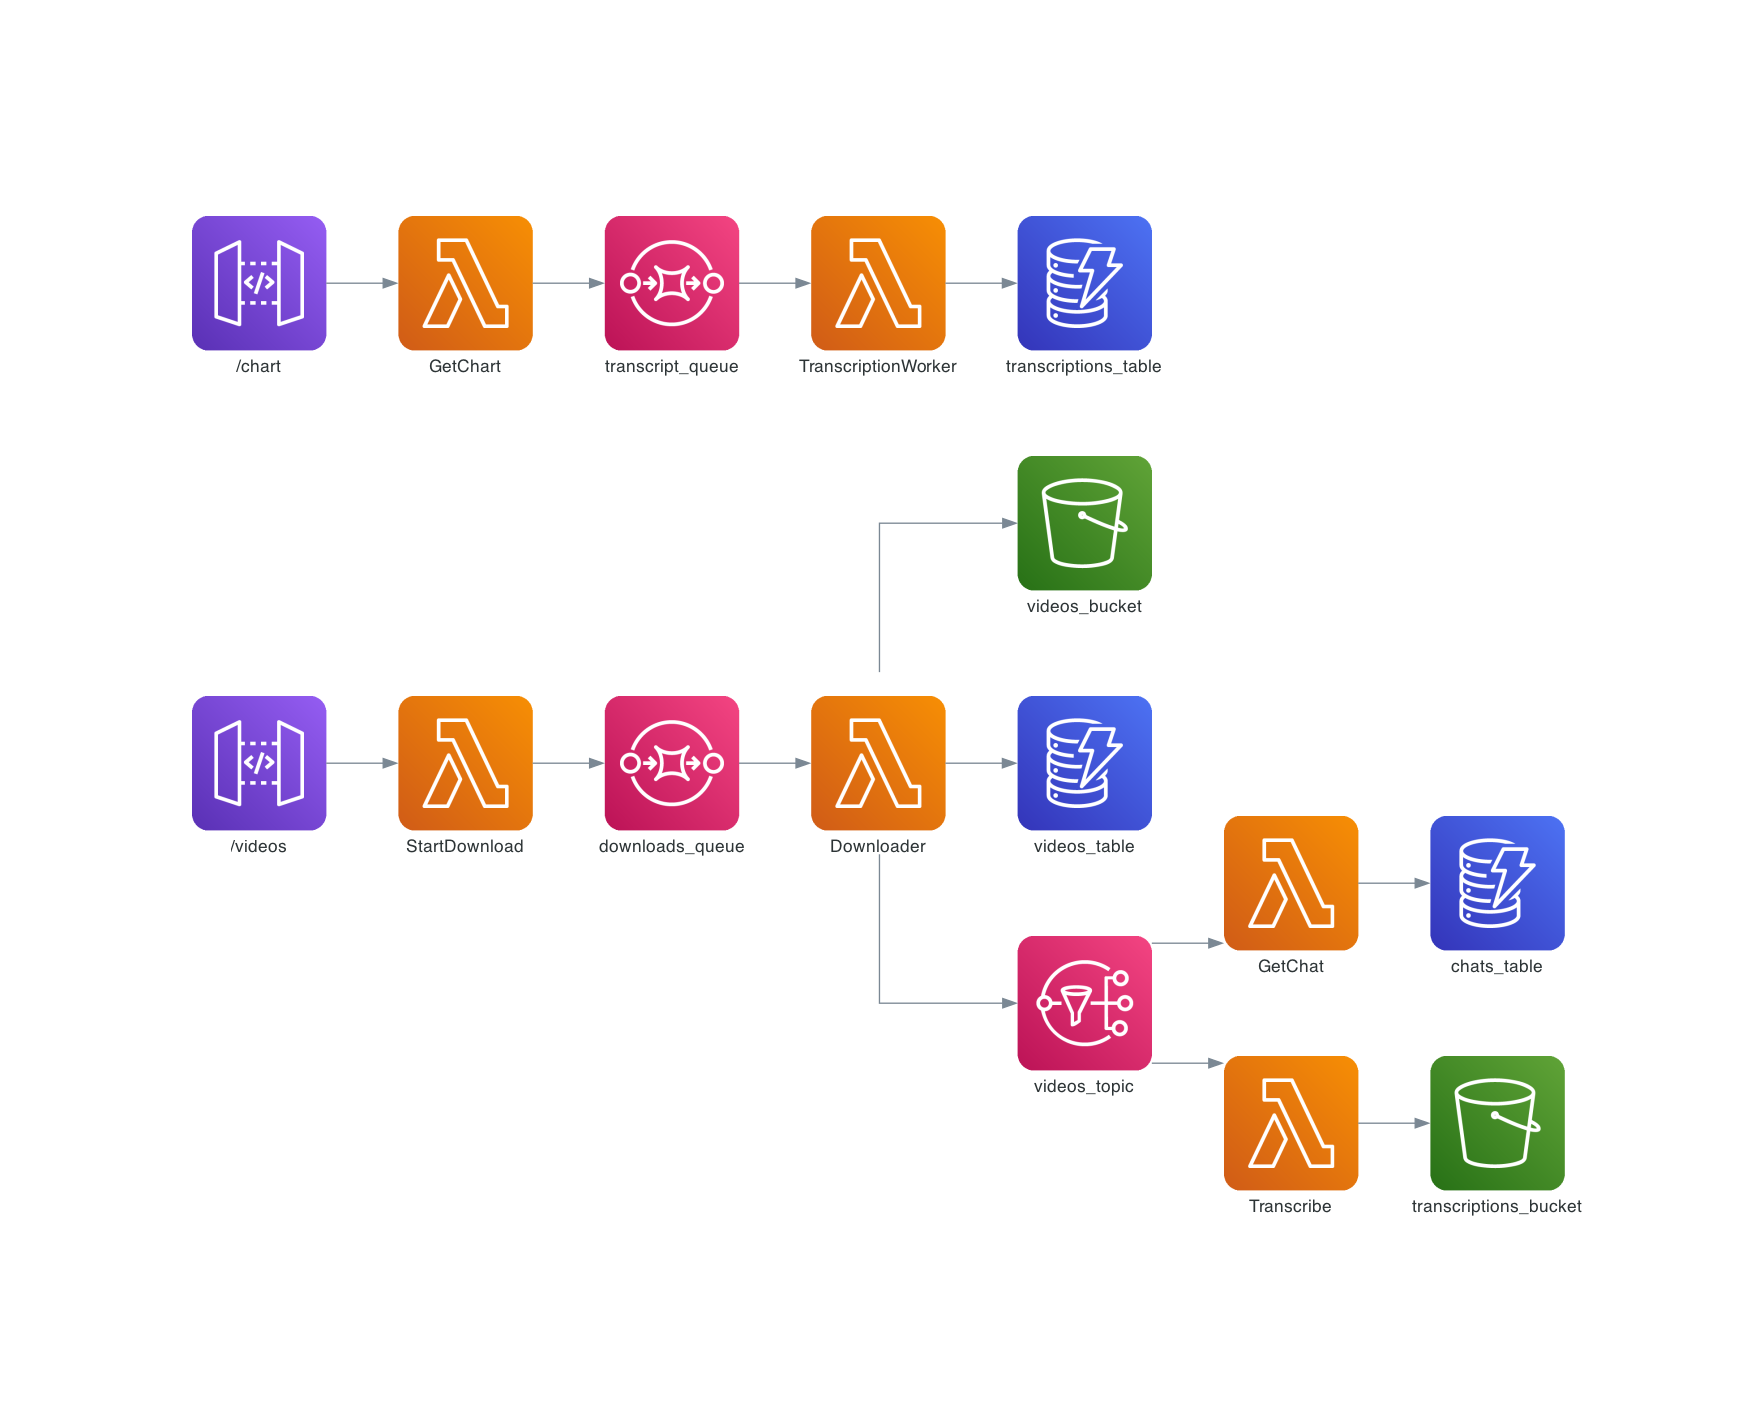 /chart
GetChart
transcript_queue
TranscriptionWorker
transcriptions_table
videos_bucket
/videos
StartDownload
downloads_queue
Downloader
videos_table
GetChat
chats_table
videos_topic
Transcribe
transcriptions_bucket